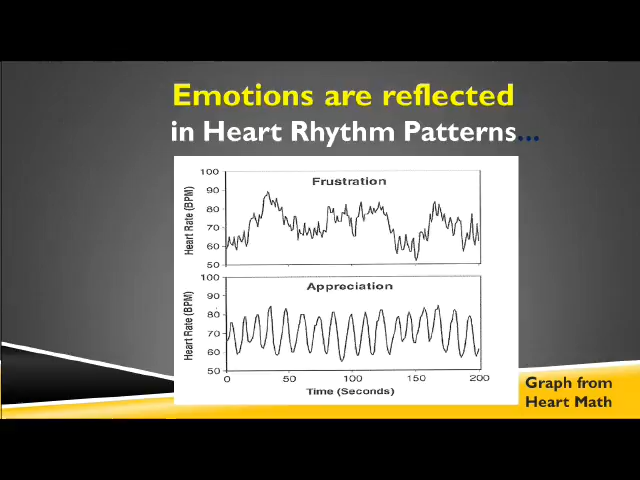 Emotions are reflected
in Heart Rhythm Patterns...
Frustration
Heart Rate (BPM)
100
90
80
70
60
50
Appreciation
Heart Rate (BPM)
100
90
80
70
60
50
0
50
100
150
200
Time (Seconds)
Graph from
Heart Math